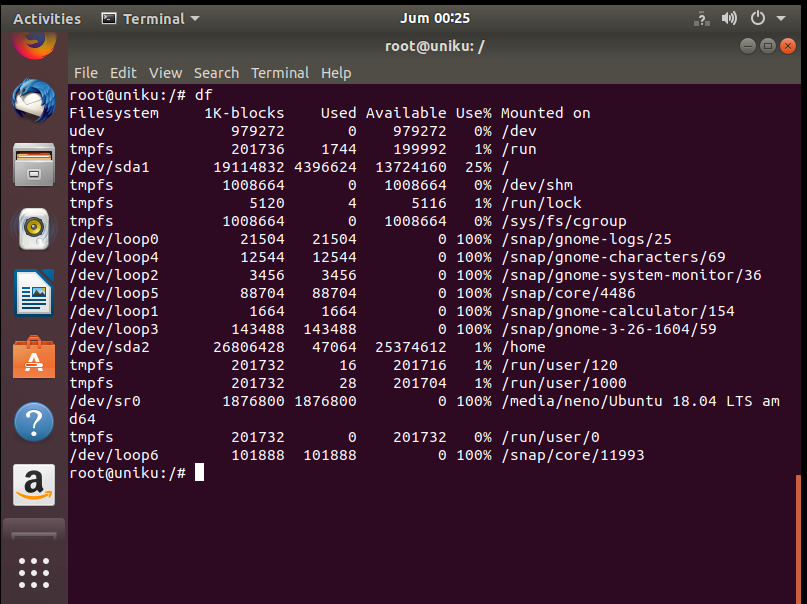 Activities Terminal Jum 00:25
root@uniku: /
File Edit View Search Terminal Help
root@uniku:/# df
Filesystem     1K-blocks    Used Available Use% Mounted on
udev              979272       0    979272   0% /dev
tmpfs             201736    1744    199992   1% /run
/dev/sda1       19114832 4396624  13724160  25% /
tmpfs            1008664       0   1008664   0% /dev/shm
tmpfs               5120       4      5116   1% /run/lock
tmpfs            1008664       0   1008664   0% /sys/fs/cgroup
/dev/loop0         21504   21504         0 100% /snap/gnome-logs/25
/dev/loop4         12544   12544         0 100% /snap/gnome-characters/69
/dev/loop2          3456    3456         0 100% /snap/gnome-system-monitor/36
/dev/loop5         88704   88704         0 100% /snap/core/4486
/dev/loop1          1664    1664         0 100% /snap/gnome-calculator/154
/dev/loop3        143488  143488         0 100% /snap/gnome-3-26-1604/59
/dev/sda2       26806428   47064  25374612   1% /home
tmpfs             201732      16    201716   1% /run/user/120
tmpfs             201732      28    201704   1% /run/user/1000
/dev/sr0         1876800 1876800         0 100% /media/neno/Ubuntu 18.04 LTS am
d64
tmpfs             201732       0    201732   0% /run/user/0
/dev/loop6        101888  101888         0 100% /snap/core/11993
root@uniku:/#